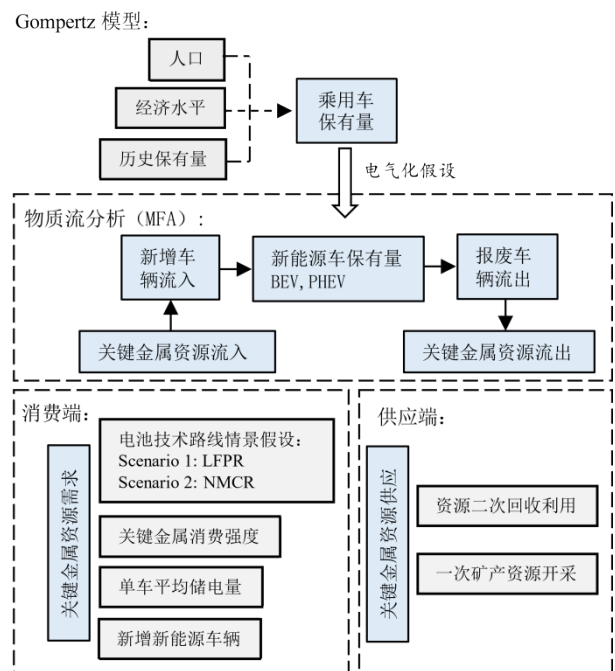 Gompertz 模型：
人口
经济水平
历史保有量
乘用车
保有量
电气化假设
物质流分析（MFA）：
新增车
辆流入
新能源车保有量
BEV,PHEV
报废车
辆流出
关键金属资源流入
关键金属资源流出
消费端：
关键金属资源需求
电池技术路线情景假设：
Scenario 1: LFPR
Scenario 2: NMCR
关键金属消费强度
单车平均储电量
新增新能源车辆
供应端：
关键金属资源供应
资源二次回收利用
一次矿产资源开采